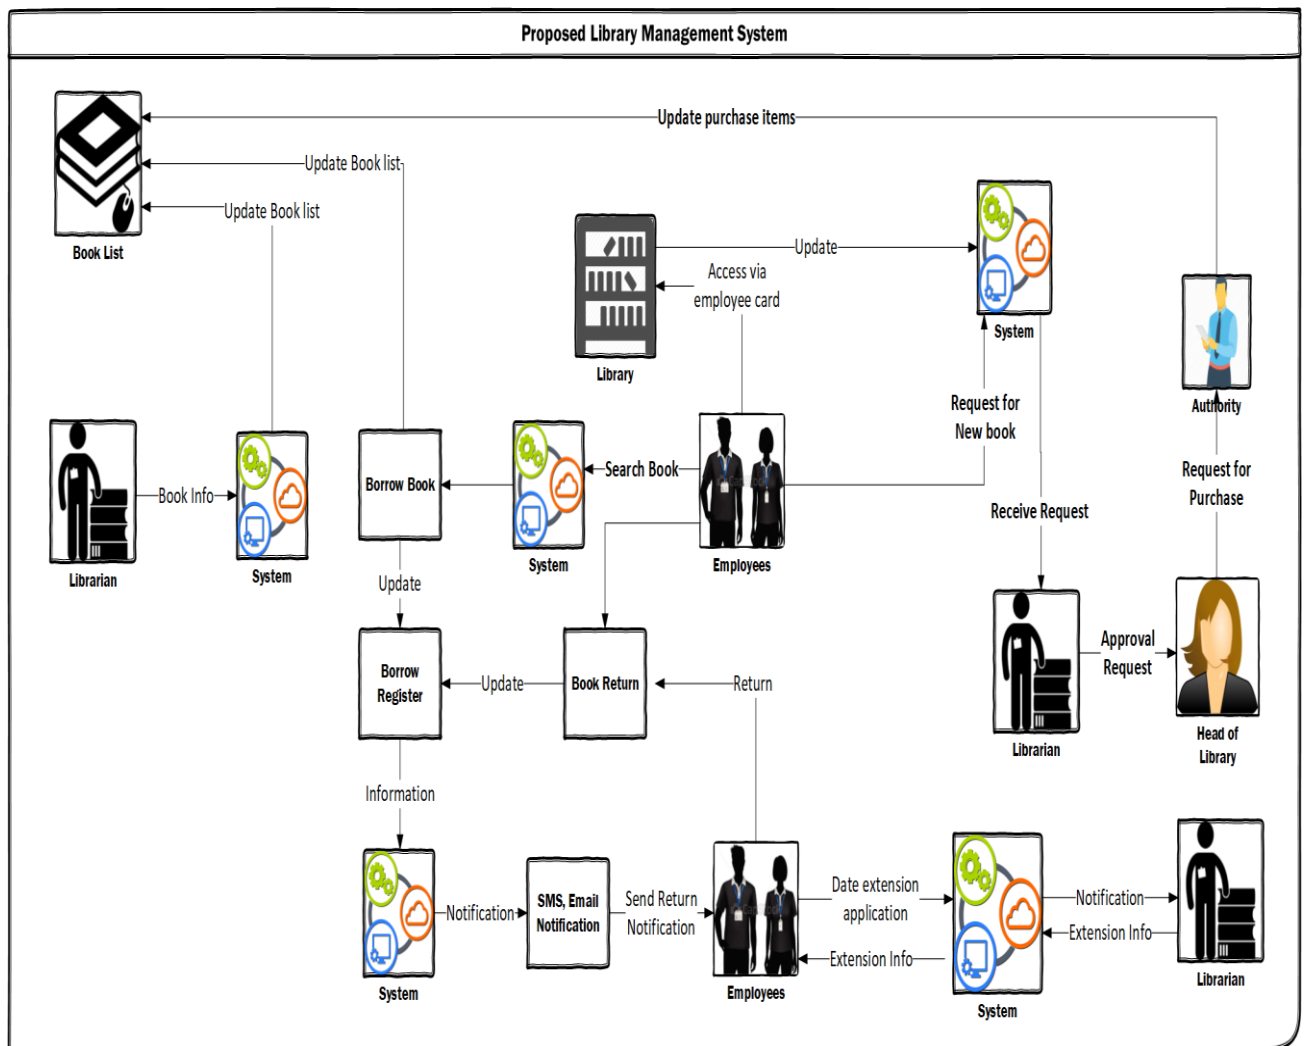 Proposed Library Management System
Update purchase items
Update Book list
Update Book list
Book List
Update
Access via
employee card
Library
System
Authority
Request for
New book
Request for
Purchase
Librarian
Book Info
System
Borrow Book
System
Search Book
Employees
Receive Request
Update
Borrow
Register
Update
Book Return
Return
Librarian
Approval
Request
Head of
Library
Information
System
Notification
SMS, Email
Notification
Send Return
Notification
Employees
Date extension
application
Extension Info
System
Notification
Extension Info
Librarian